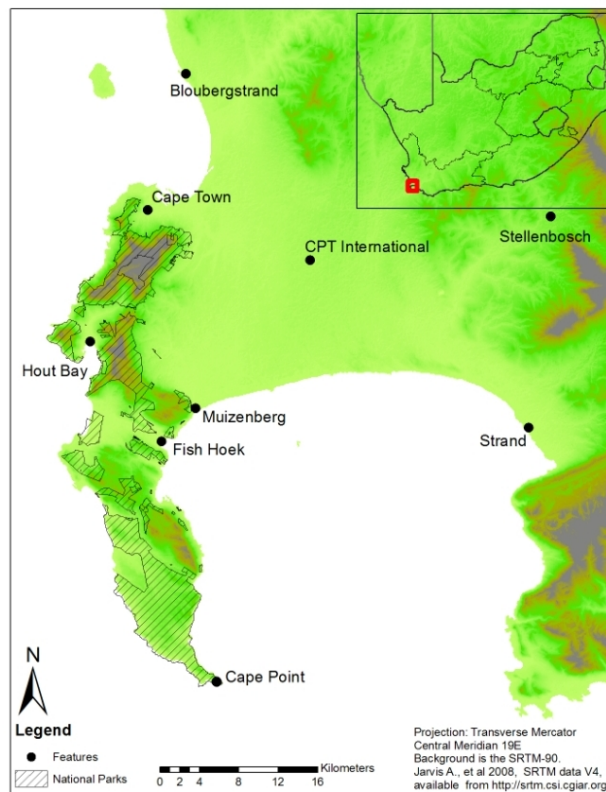 Bloubergstrand
Cape Town
Stellenbosch
CPT International
Hout Bay
Muizenberg
Fish Hoek
Strand
Cape Point
N
Legend
Features
National Parks
Kilometers
0 2 4 8 12 16
Projection: Transverse Mercator
Central Meridian 19E
Background is the SRTM-90.
Jarvis A., et al 2008, SRTM data V4,
available from http://srtm.csi.cgiar.org